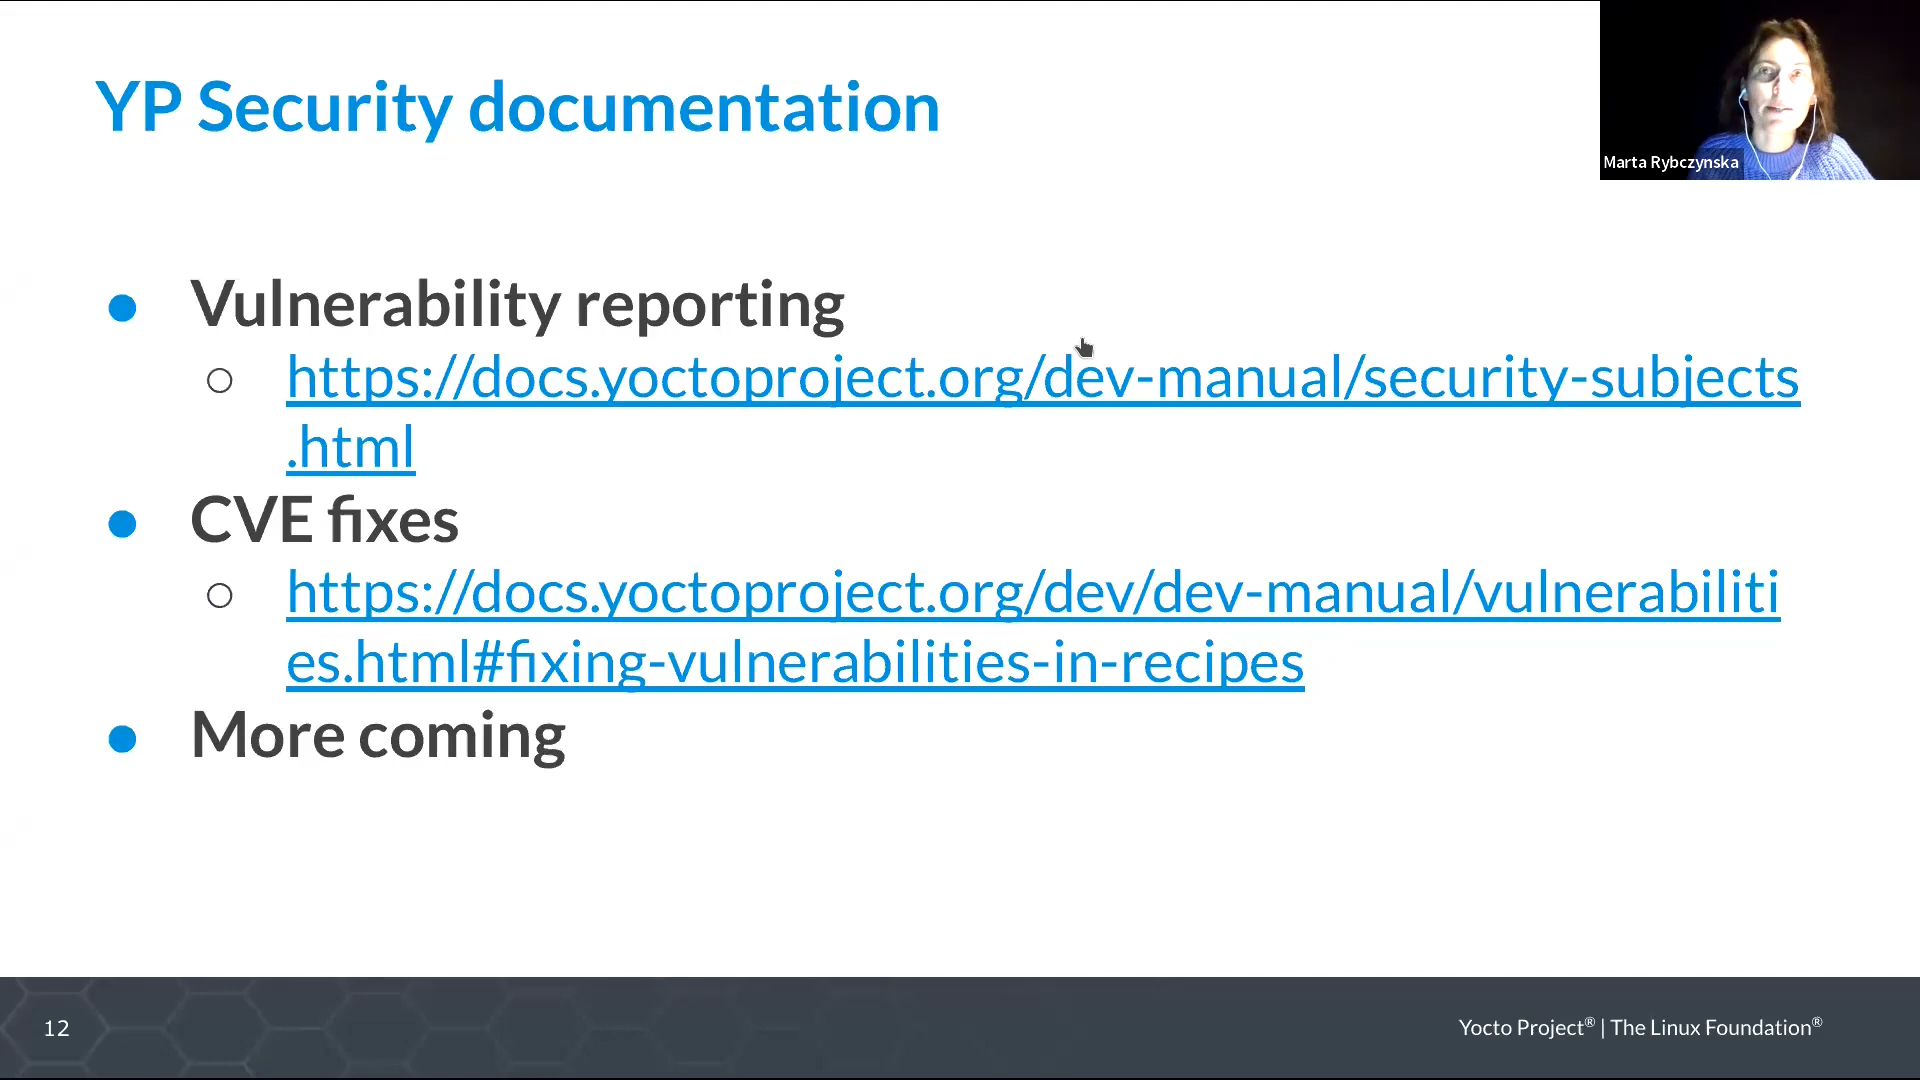 YP Security documentation
Marta Rybczynska
● Vulnerability reporting
○ https://docs.yoctoproject.org/dev-manual/security-subjects
.html
● CVE fixes
○ https://docs.yoctoproject.org/dev/dev-manual/vulnerabiliti
es.html#fixing-vulnerabilities-in-recipes
● More coming
12
Yocto Project® | The Linux Foundation®